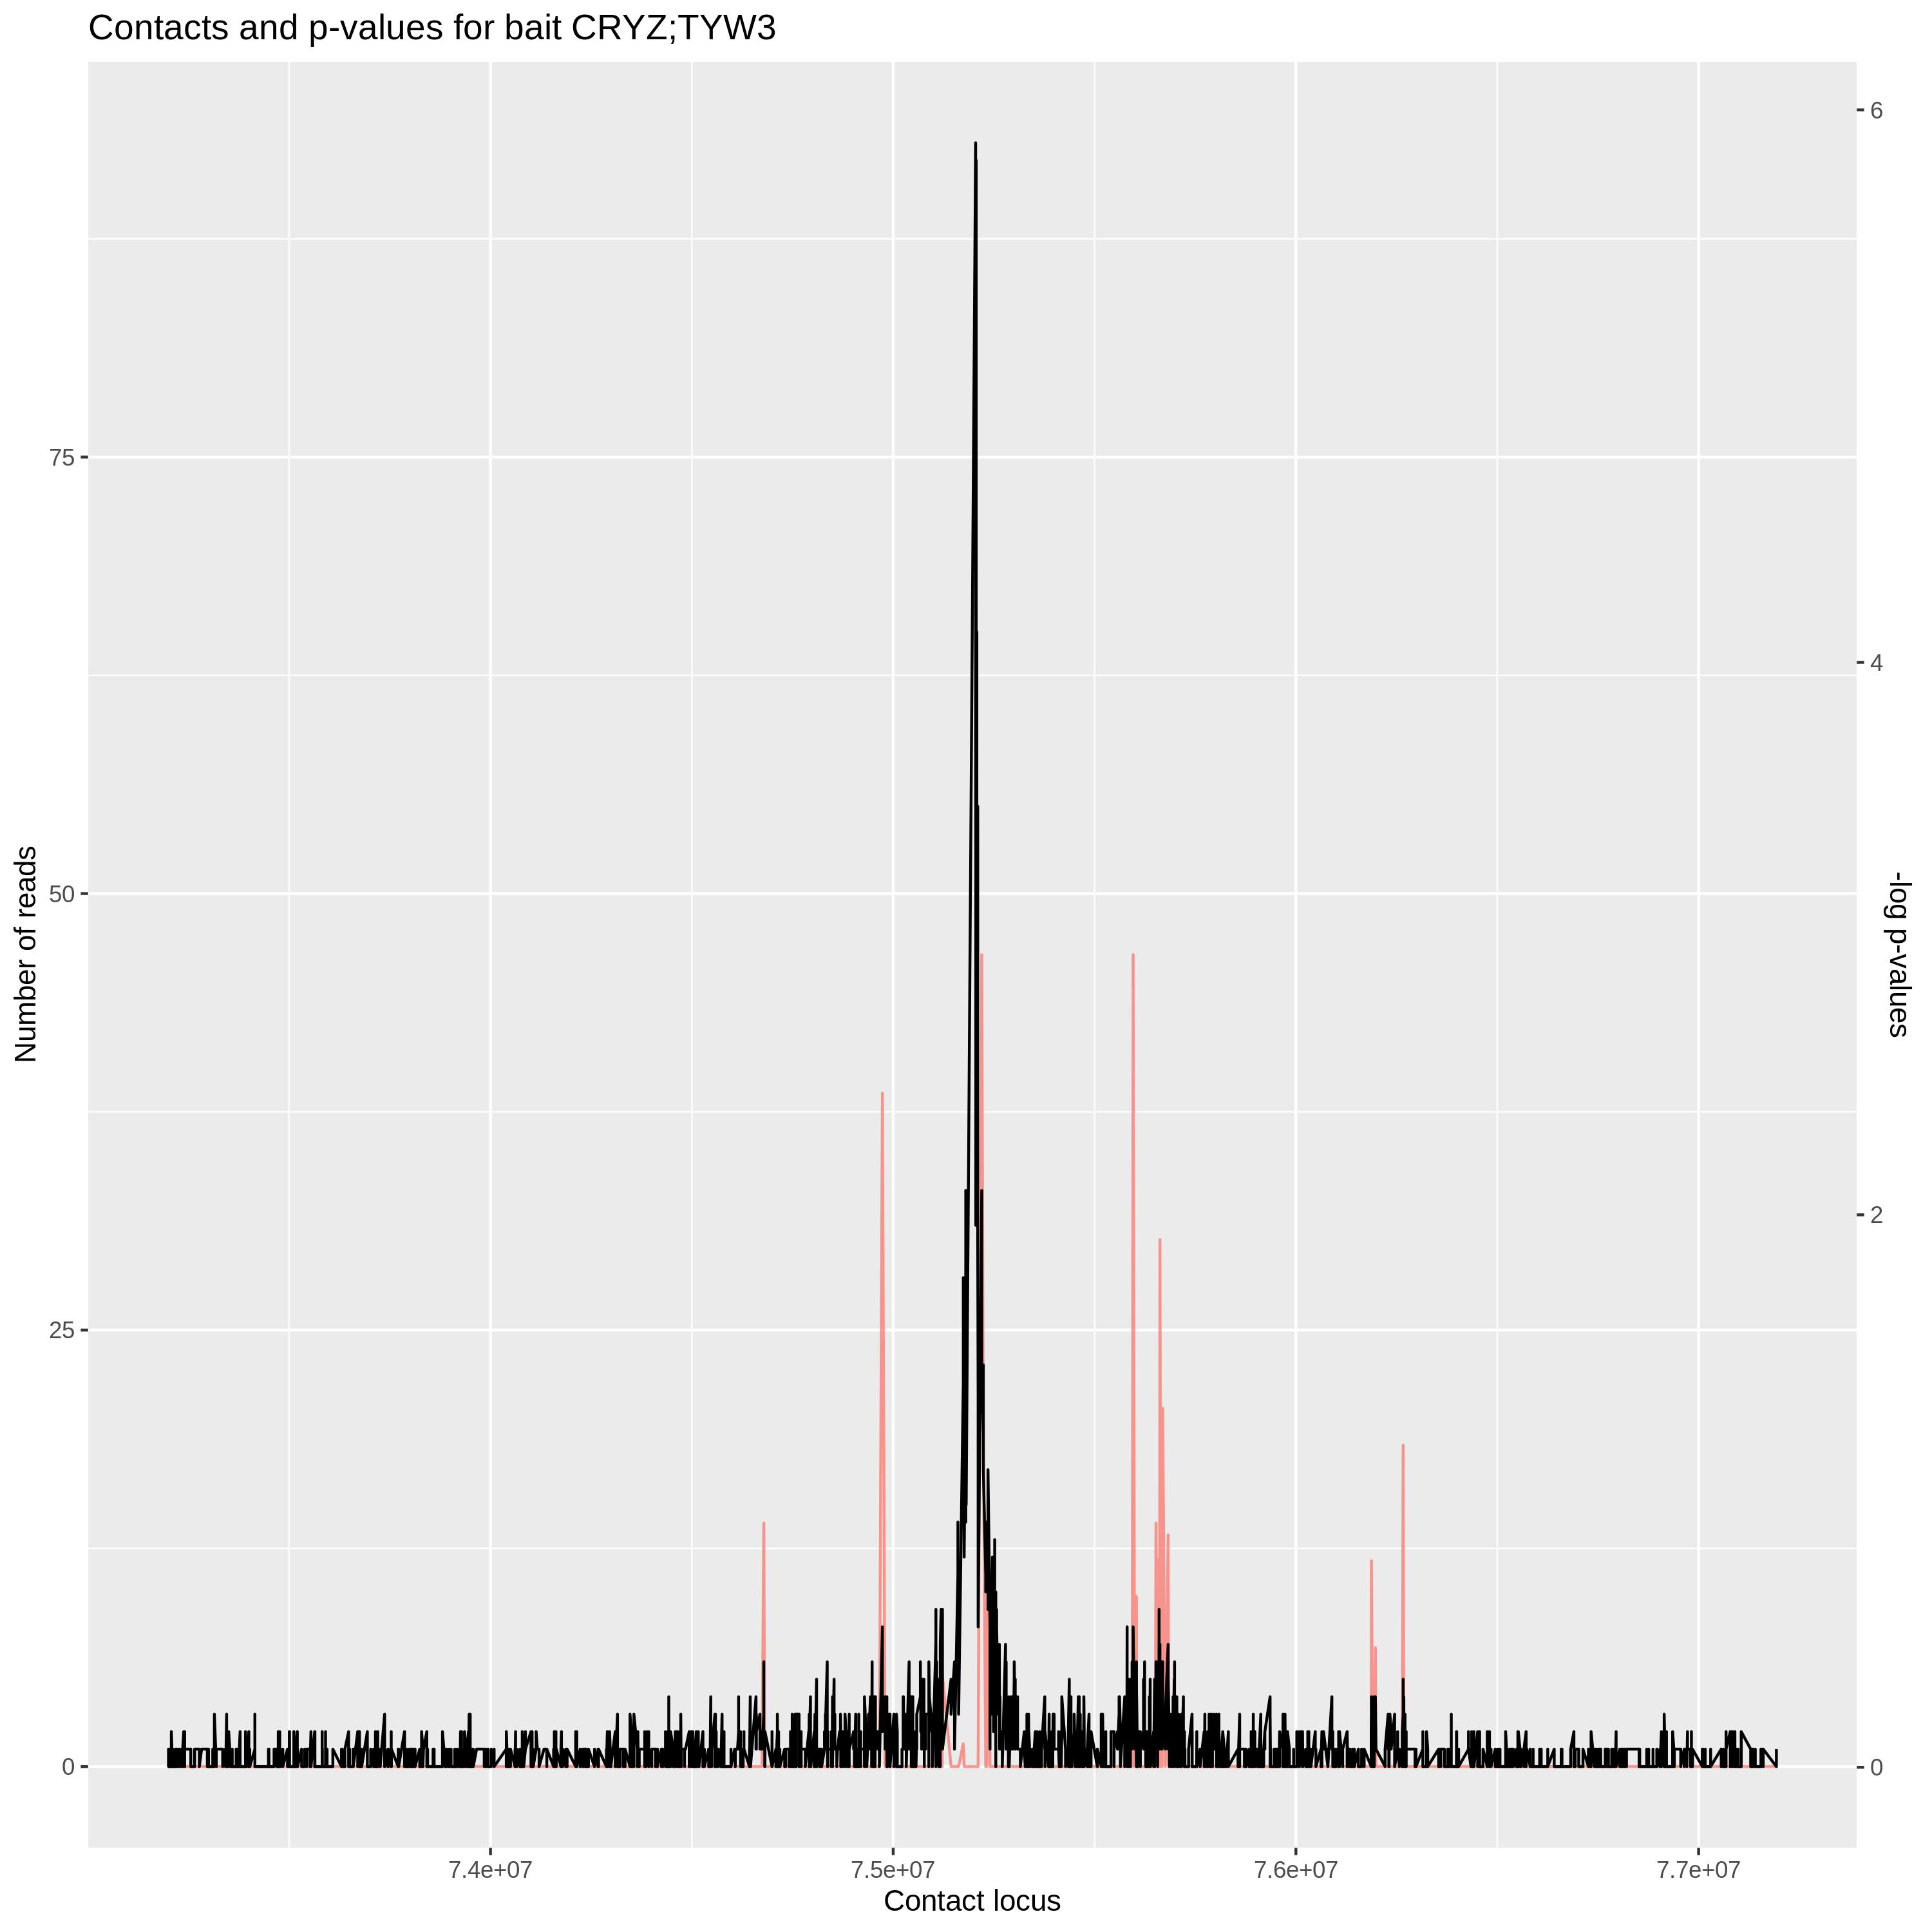 Contacts and p-values for bait CRYZ;TYW3
6
75
4
50
Number of reads
-log p-values
2
25
0
0
7.4e+07
7.5e+07
7.6e+07
7.7e+07
Contact locus